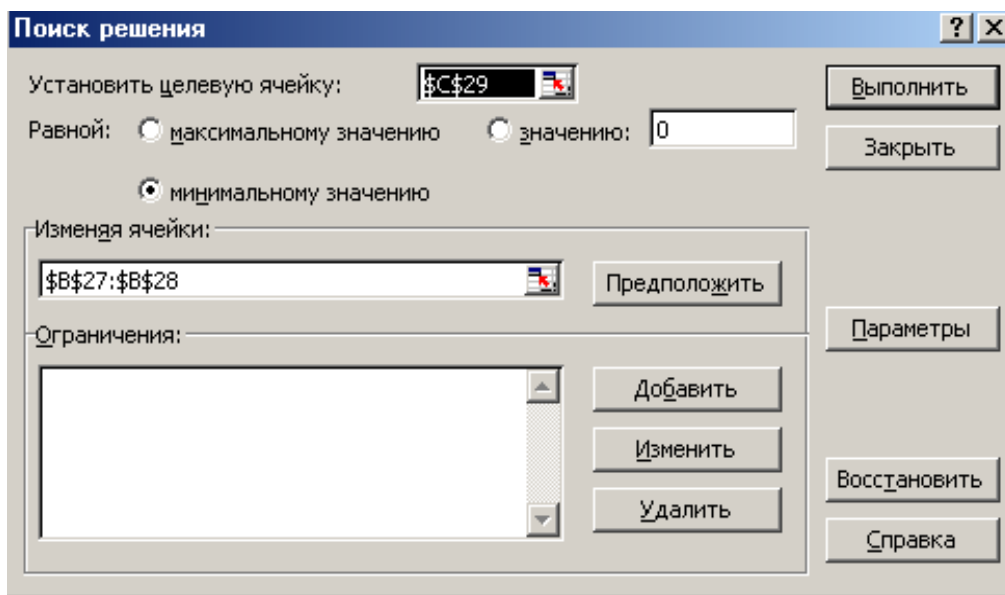 Поиск решения
Установить целевую ячейку: $C$29
Выполнить
Равной: максимальному значению значению: 0
Закрыть
минимальному значению
Изменяя ячейки:
$B$27:$B$28 Предположить
Ограничения:
Параметры
Добавить
Изменить
Восстановить
Удалить
Справка